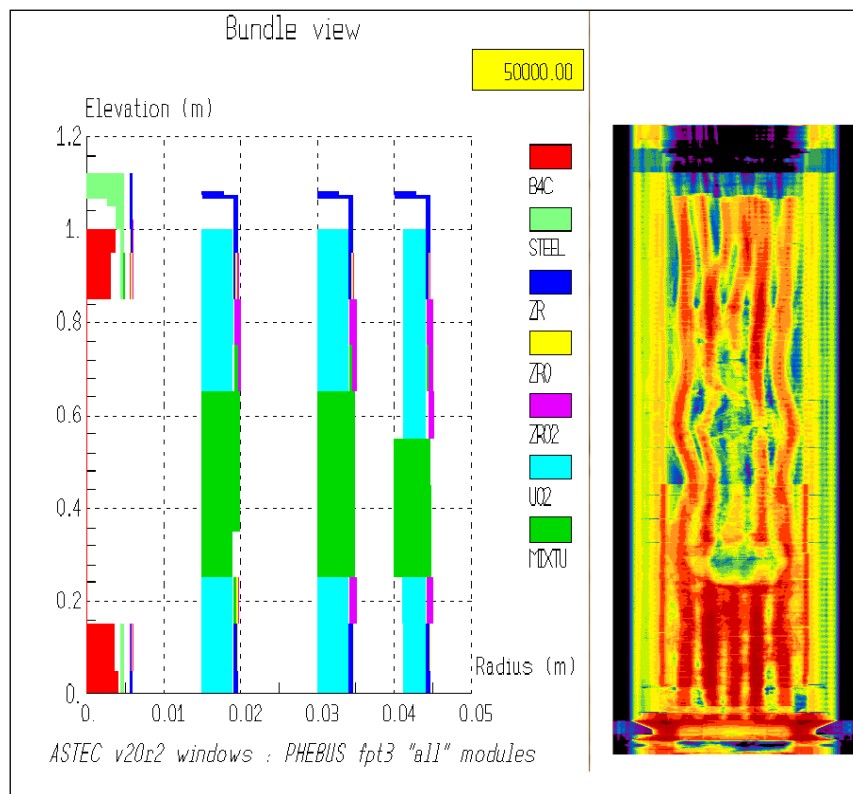 Bundle view
50000.00
Elevation (m)
1.2
1.
0.8
0.6
0.4
0.2
0.
0. 0.01 0.02 0.03 0.04 0.05
Radius (m)
B4C
STEEL
ZR
ZRO
ZRO2
UO2
MIXTU
ASTEC v20r2 windows : PHEBUS fpt3 "all" modules